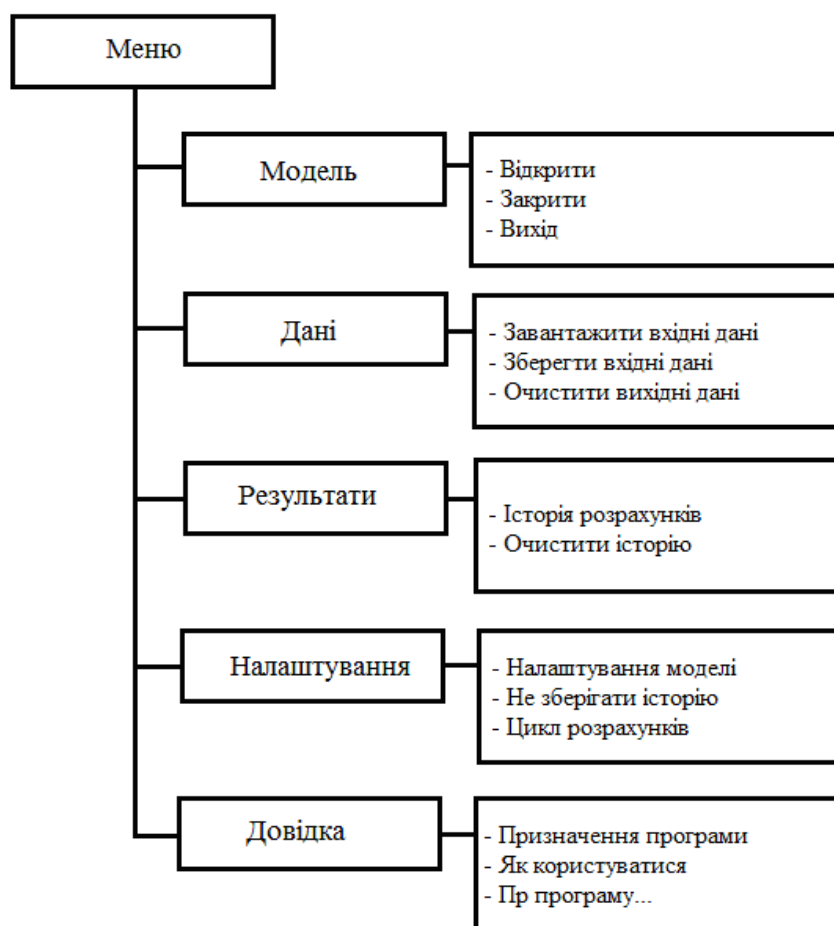 Меню
Модель
- Відкрити
- Закрити
- Вихід
Дані
- Завантажити вхідні дані
- Зберегти вхідні дані
- Очистити вихідні дані
Результати
- Історія розрахунків
- Очистити історію
Налаштування
- Налаштування моделі
- Не зберігати історію
- Цикл розрахунків
Довідка
- Призначення програми
- Як користуватися
- Пр програму...